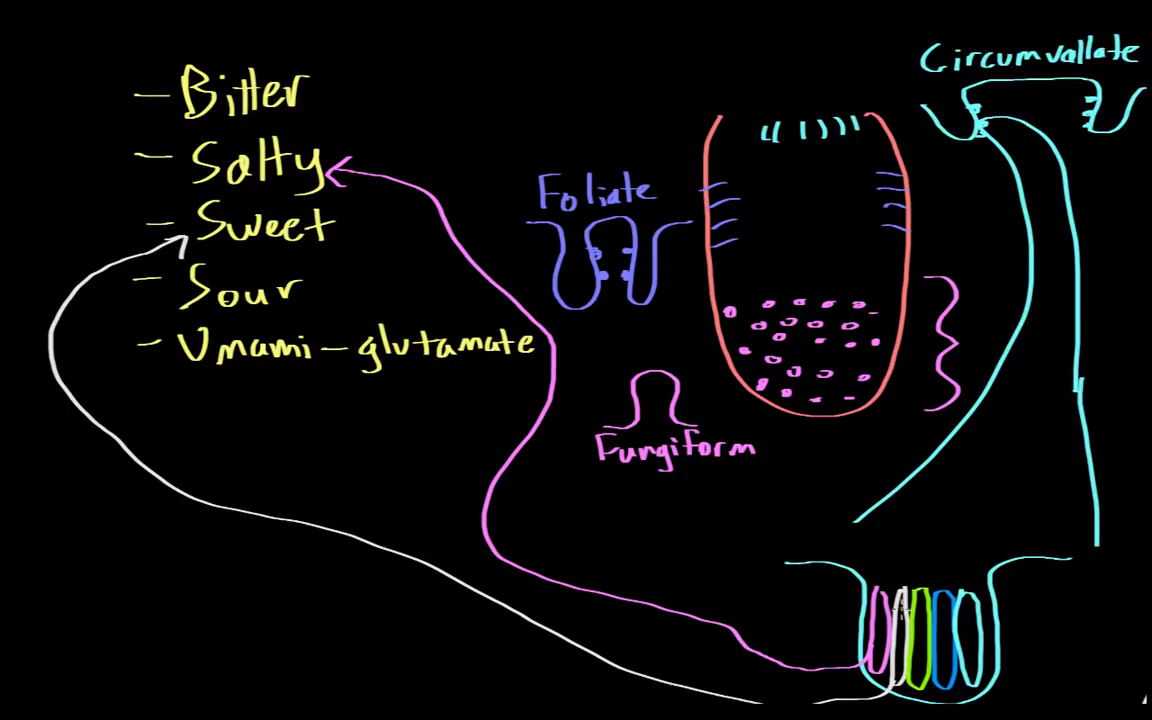 - Bitter
- Salty
- Sweet
- Sour
- Umami - glutamate
Circumvallate
Foliate
Fungiform